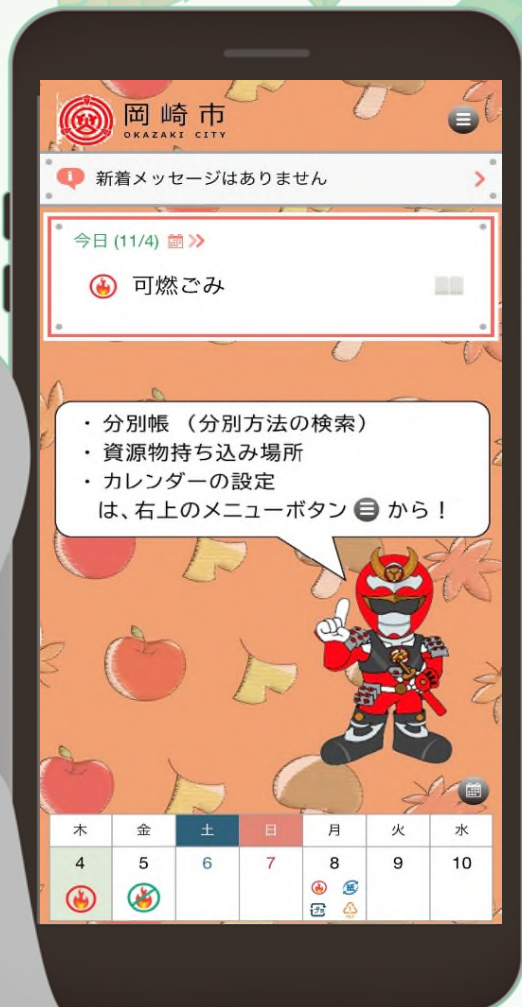 岡崎市
OKAZAKI CITY
新着メッセージはありません
今日 (11/4)
可燃ごみ
・ 分別帳 （分別方法の検索）
・ 資源物持ち込み場所
・ カレンダーの設定
は、右上のメニューボタン から！
木 金 土 日 月 火 水
4 5 6 7 8 9 10